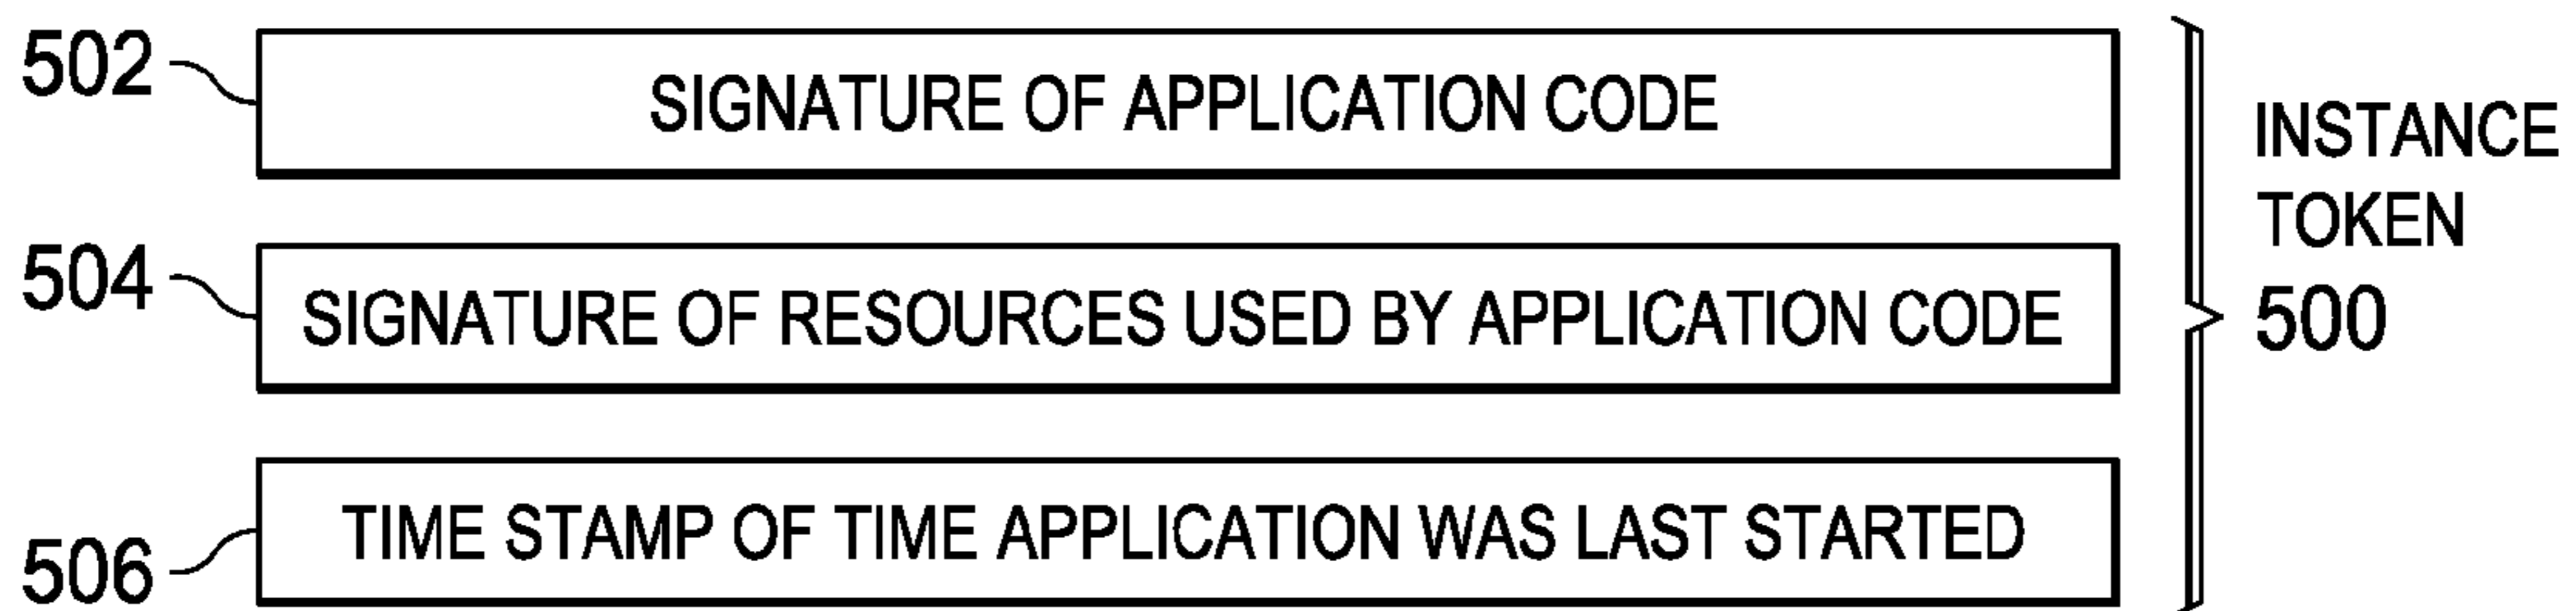 502
SIGNATURE OF APPLICATION CODE
504
SIGNATURE OF RESOURCES USED BY APPLICATION CODE
506
TIME STAMP OF TIME APPLICATION WAS LAST STARTED
INSTANCE
TOKEN
500